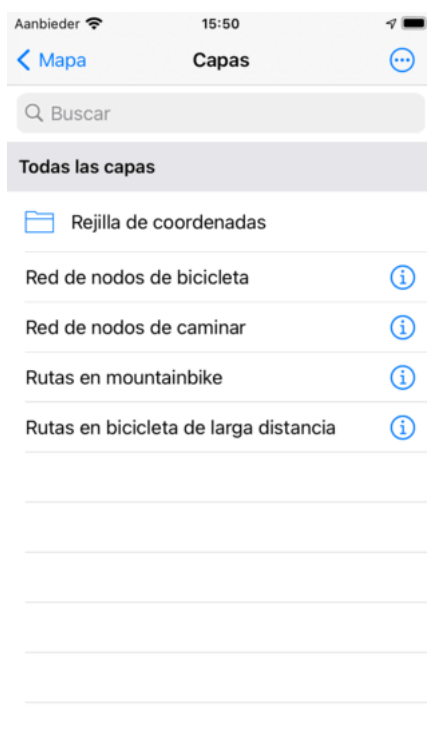 Aanbieder 15:50
Mapa Capas
Buscar
Todas las capas
Rejilla de coordenadas
Red de nodos de bicicleta
Red de nodos de caminar
Rutas en mountainbike
Rutas en bicicleta de larga distancia